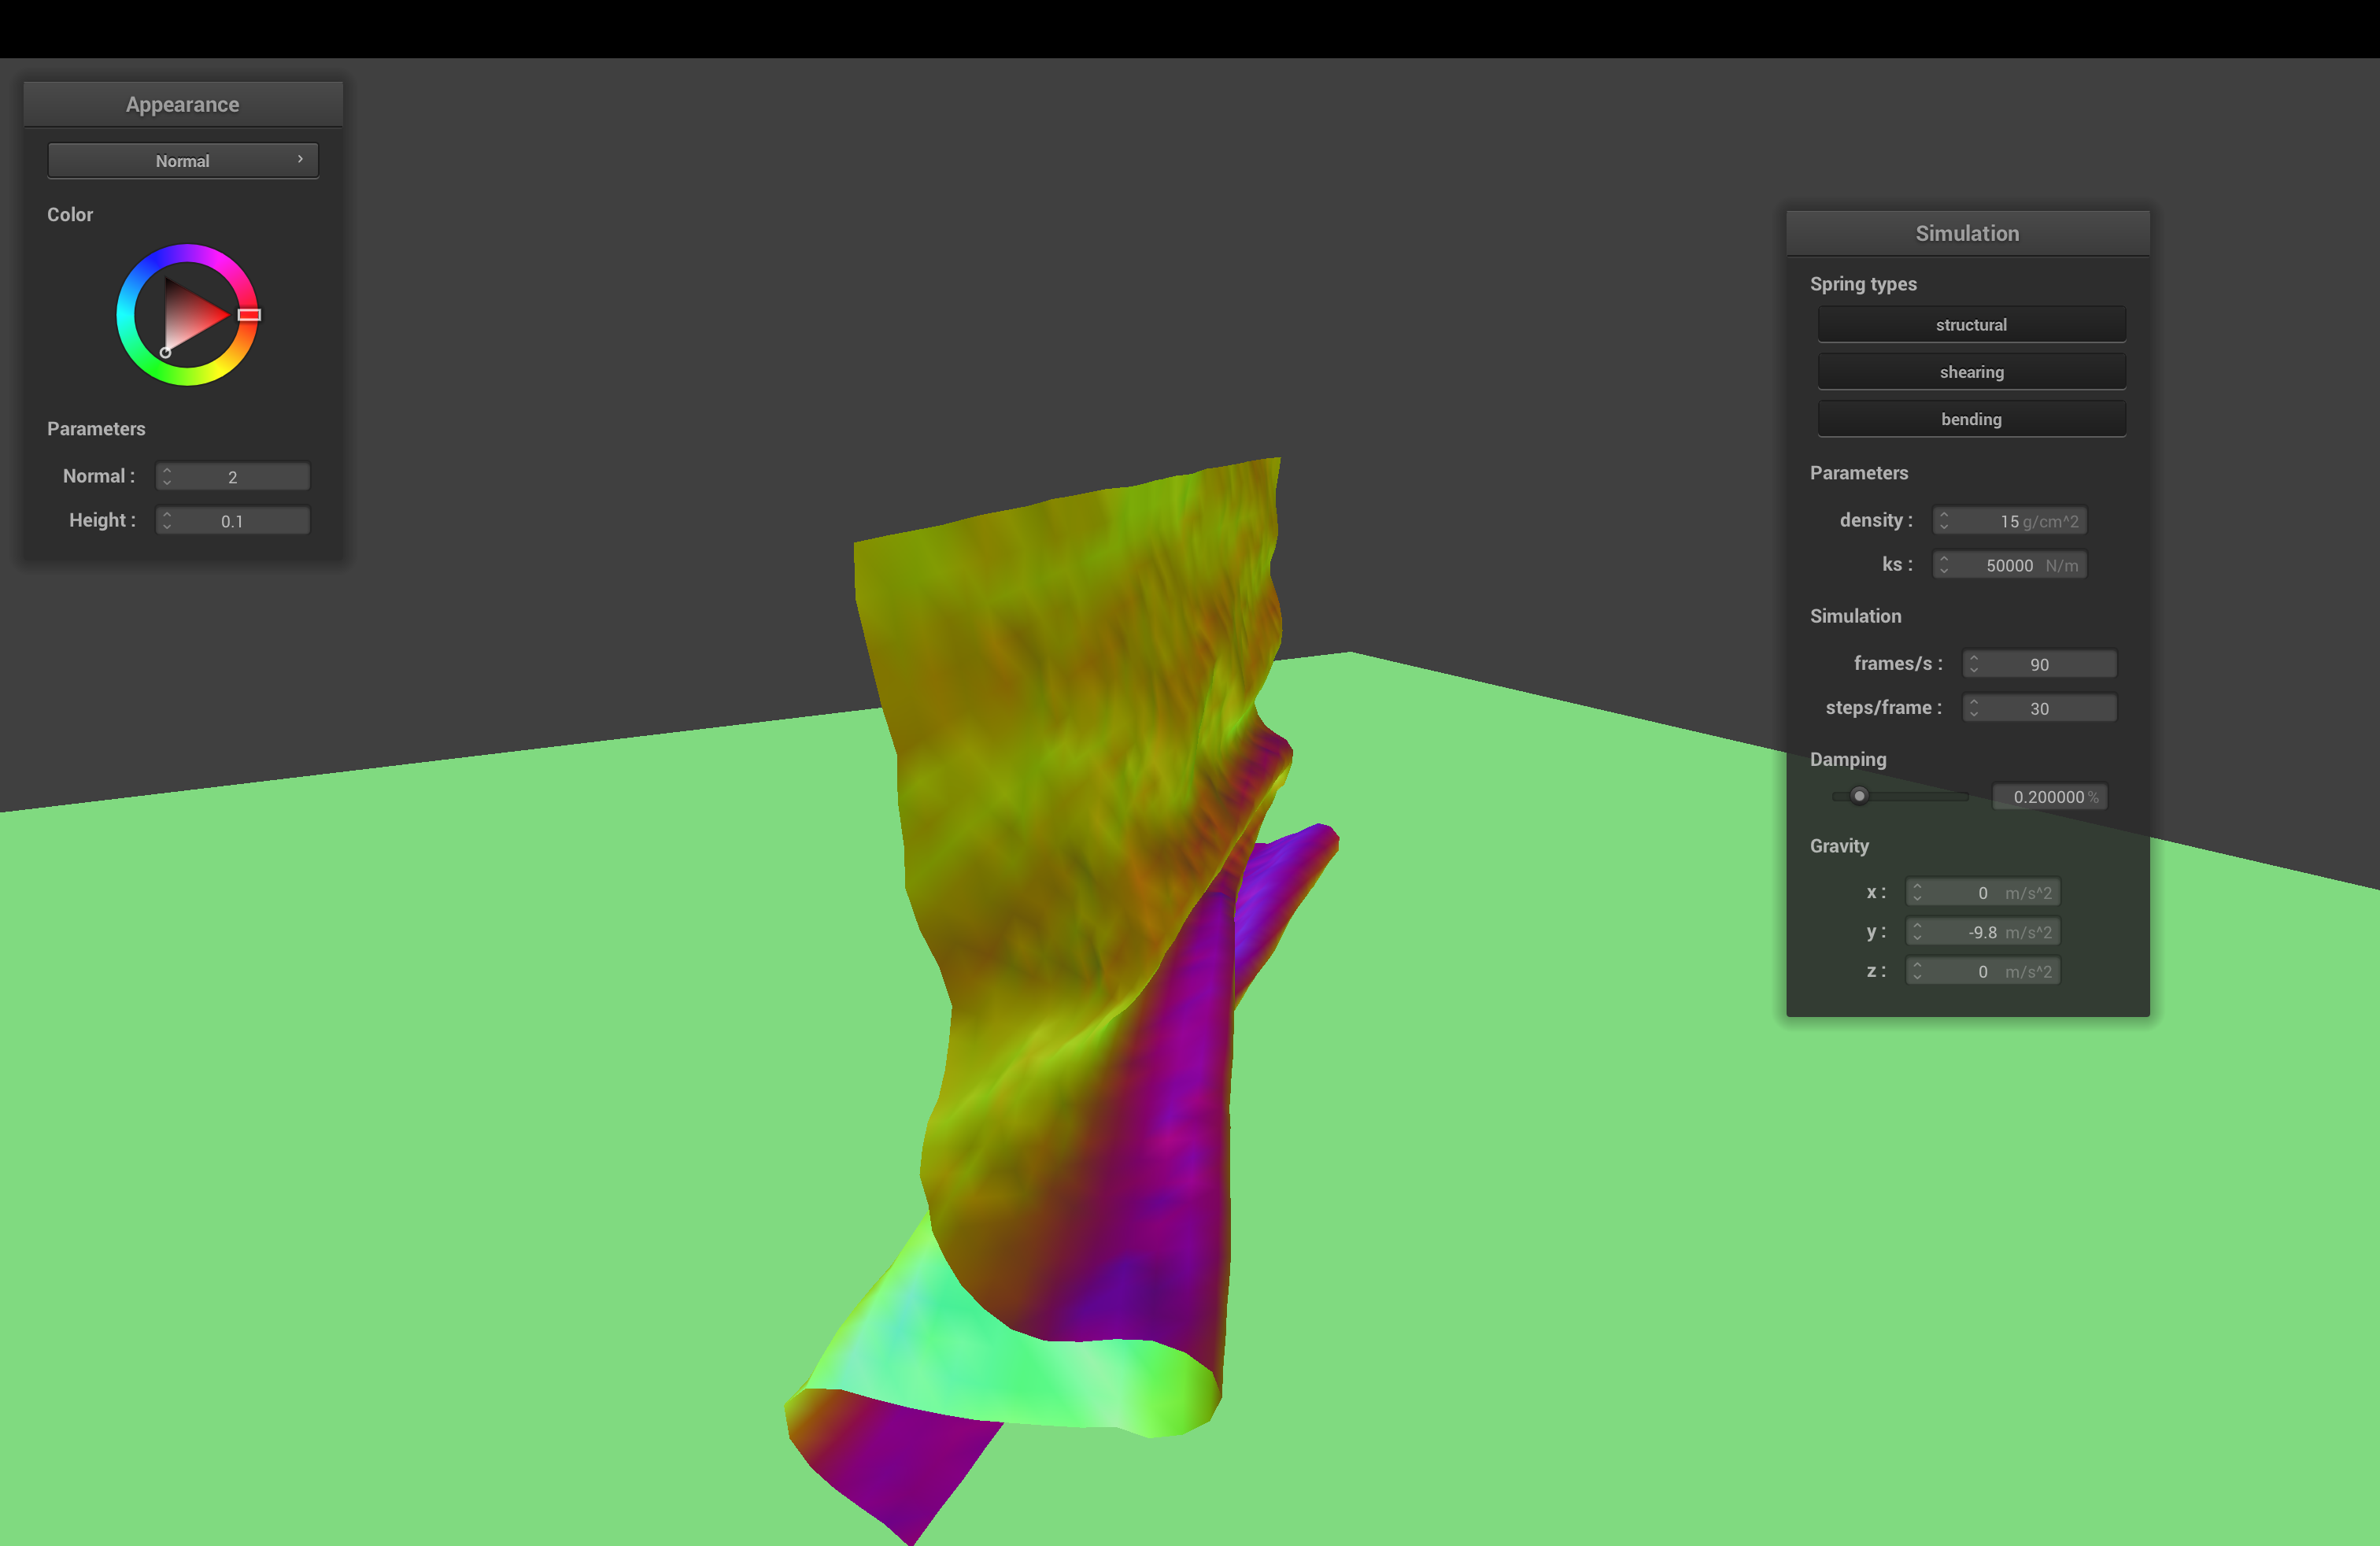 Appearance
Normal
Color
Parameters
Normal : 2
Height : 0.1
Simulation
Spring types
structural
shearing
bending
Parameters
density : 15 g/cm^2
ks : 50000 N/m
Simulation
frames/s : 90
steps/frame : 30
Damping
0.200000 %
Gravity
x : 0 m/s^2
y : -9.8 m/s^2
z : 0 m/s^2